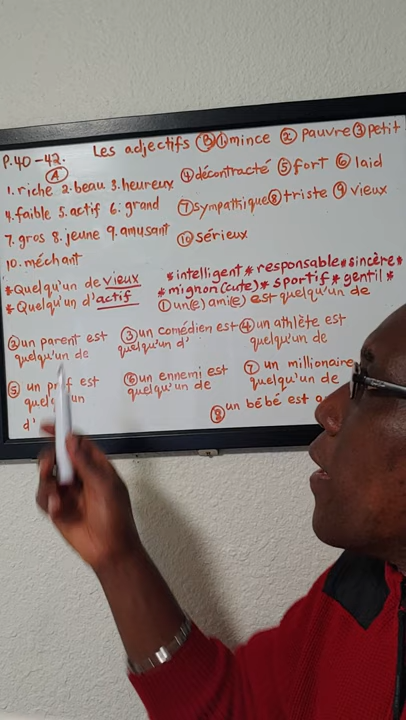 P.40-42. Les adjectifs Ⓑ ① mince ② pauvre ③ petit
Ⓐ
1. riche 2. beau 3. heureux ④ décontracté ⑤ fort ⑥ laid
4. faible 5. actif 6. grand ⑦ sympathique ⑧ triste ⑨ vieux
7. gros 8. jeune 9. amusant ⑩ sérieux
10. méchant
* intelligent * responsable * sincère *
* mignon (cute) * sportif * gentil *
* Quelqu'un de vieux
* Quelqu'un d'actif
① un(e) ami(e) est quelqu'un de
② un parent est quelqu'un de
③ un comédien est quelqu'un d'
④ un athlète est quelqu'un de
⑤ un prof est
d'
⑥ un ennemi est quelqu'un de
⑦ un millionaire
quelqu'un de
⑧ un bébé est